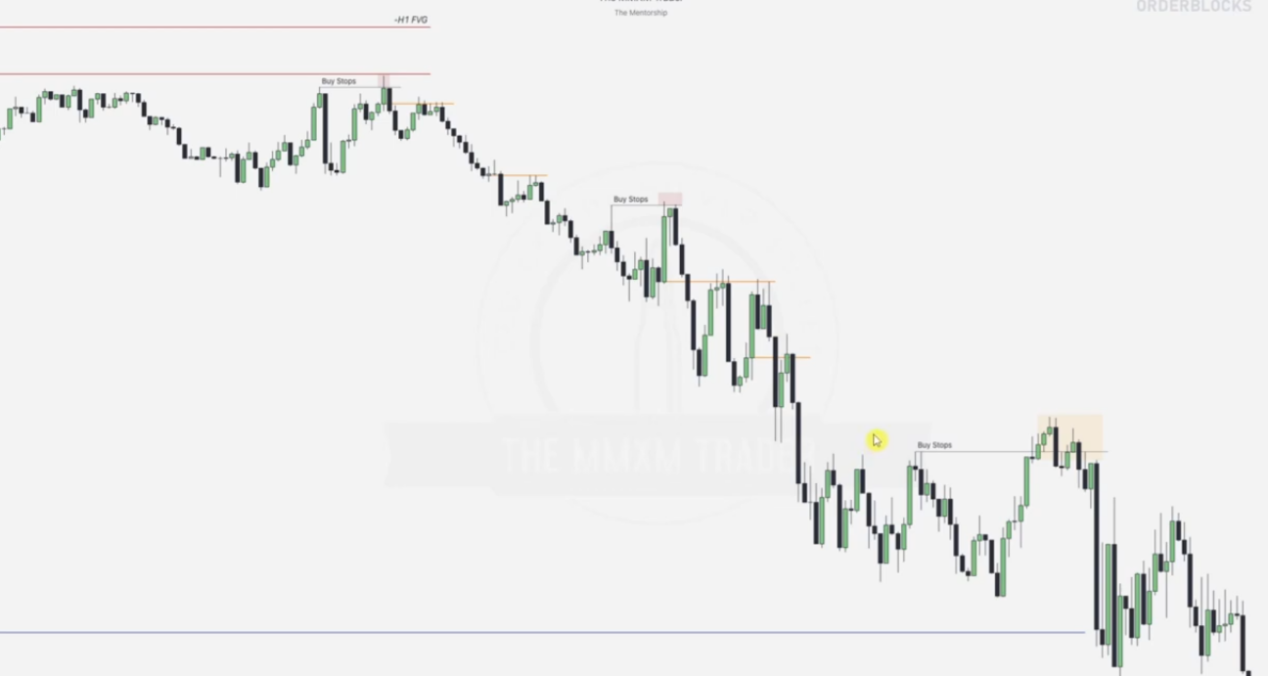 The Mentorship
ORDERBLOCKS
-H1 FVG
Buy Stops
Buy Stops
THE MMXM TRADER
Buy Stops